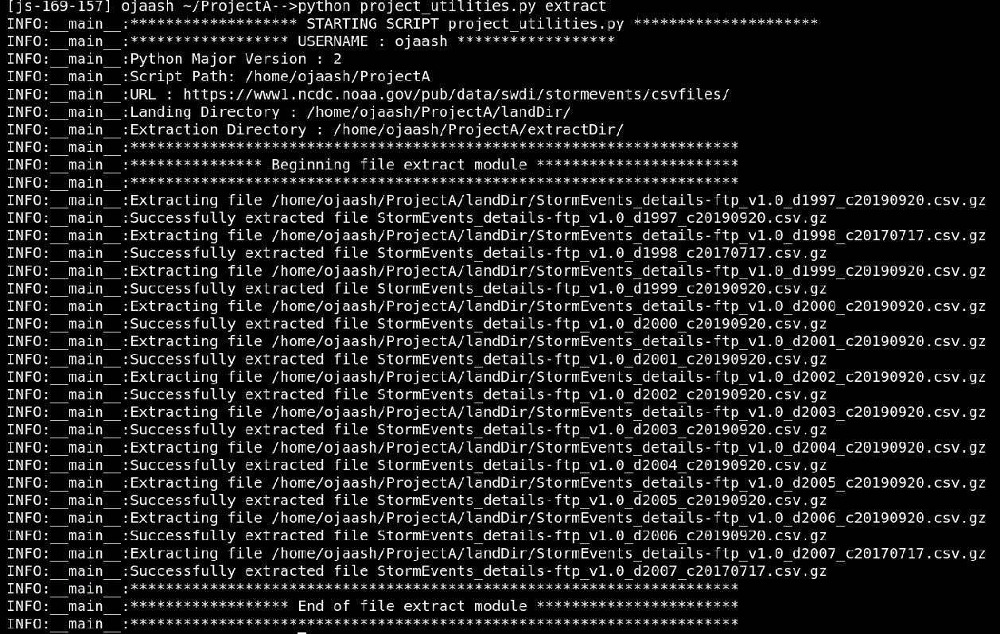 [js-169-157] ojaash ~/ProjectA-->python project_utilities.py extract
INFO:__main__:******************* STARTING SCRIPT project_utilities.py *********************
INFO:__main__:****************** USERNAME : ojaash ******************
INFO:__main__:Python Major Version : 2
INFO:__main__:Script Path: /home/ojaash/ProjectA
INFO:__main__:URL : https://www1.ncdc.noaa.gov/pub/data/swdi/stormevents/csvfiles/
INFO:__main__:Landing Directory : /home/ojaash/ProjectA/landDir/
INFO:__main__:Extraction Directory : /home/ojaash/ProjectA/extractDir/
INFO:__main__:*********************************************************************
INFO:__main__:*************** Beginning file extract module ***********************
INFO:__main__:*********************************************************************
INFO:__main__:Extracting file /home/ojaash/ProjectA/landDir/StormEvents_details-ftp_v1.0_d1997_c20190920.csv.gz
INFO:__main__:Successfully extracted file StormEvents_details-ftp_v1.0_d1997_c20190920.csv.gz
INFO:__main__:Extracting file /home/ojaash/ProjectA/landDir/StormEvents_details-ftp_v1.0_d1998_c20170717.csv.gz
INFO:__main__:Successfully extracted file StormEvents_details-ftp_v1.0_d1998_c20170717.csv.gz
INFO:__main__:Extracting file /home/ojaash/ProjectA/landDir/StormEvents_details-ftp_v1.0_d1999_c20190920.csv.gz
INFO:__main__:Successfully extracted file StormEvents_details-ftp_v1.0_d1999_c20190920.csv.gz
INFO:__main__:Extracting file /home/ojaash/ProjectA/landDir/StormEvents_details-ftp_v1.0_d2000_c20190920.csv.gz
INFO:__main__:Successfully extracted file StormEvents_details-ftp_v1.0_d2000_c20190920.csv.gz
INFO:__main__:Extracting file /home/ojaash/ProjectA/landDir/StormEvents_details-ftp_v1.0_d2001_c20190920.csv.gz
INFO:__main__:Successfully extracted file StormEvents_details-ftp_v1.0_d2001_c20190920.csv.gz
INFO:__main__:Extracting file /home/ojaash/ProjectA/landDir/StormEvents_details-ftp_v1.0_d2002_c20190920.csv.gz
INFO:__main__:Successfully extracted file StormEvents_details-ftp_v1.0_d2002_c20190920.csv.gz
INFO:__main__:Extracting file /home/ojaash/ProjectA/landDir/StormEvents_details-ftp_v1.0_d2003_c20190920.csv.gz
INFO:__main__:Successfully extracted file StormEvents_details-ftp_v1.0_d2003_c20190920.csv.gz
INFO:__main__:Extracting file /home/ojaash/ProjectA/landDir/StormEvents_details-ftp_v1.0_d2004_c20190920.csv.gz
INFO:__main__:Successfully extracted file StormEvents_details-ftp_v1.0_d2004_c20190920.csv.gz
INFO:__main__:Extracting file /home/ojaash/ProjectA/landDir/StormEvents_details-ftp_v1.0_d2005_c20190920.csv.gz
INFO:__main__:Successfully extracted file StormEvents_details-ftp_v1.0_d2005_c20190920.csv.gz
INFO:__main__:Extracting file /home/ojaash/ProjectA/landDir/StormEvents_details-ftp_v1.0_d2006_c20190920.csv.gz
INFO:__main__:Successfully extracted file StormEvents_details-ftp_v1.0_d2006_c20190920.csv.gz
INFO:__main__:Extracting file /home/ojaash/ProjectA/landDir/StormEvents_details-ftp_v1.0_d2007_c20170717.csv.gz
INFO:__main__:Successfully extracted file StormEvents_details-ftp_v1.0_d2007_c20170717.csv.gz
INFO:__main__:*********************************************************************
INFO:__main__:****************** End of file extract module ***********************
INFO:__main__:*********************************************************************